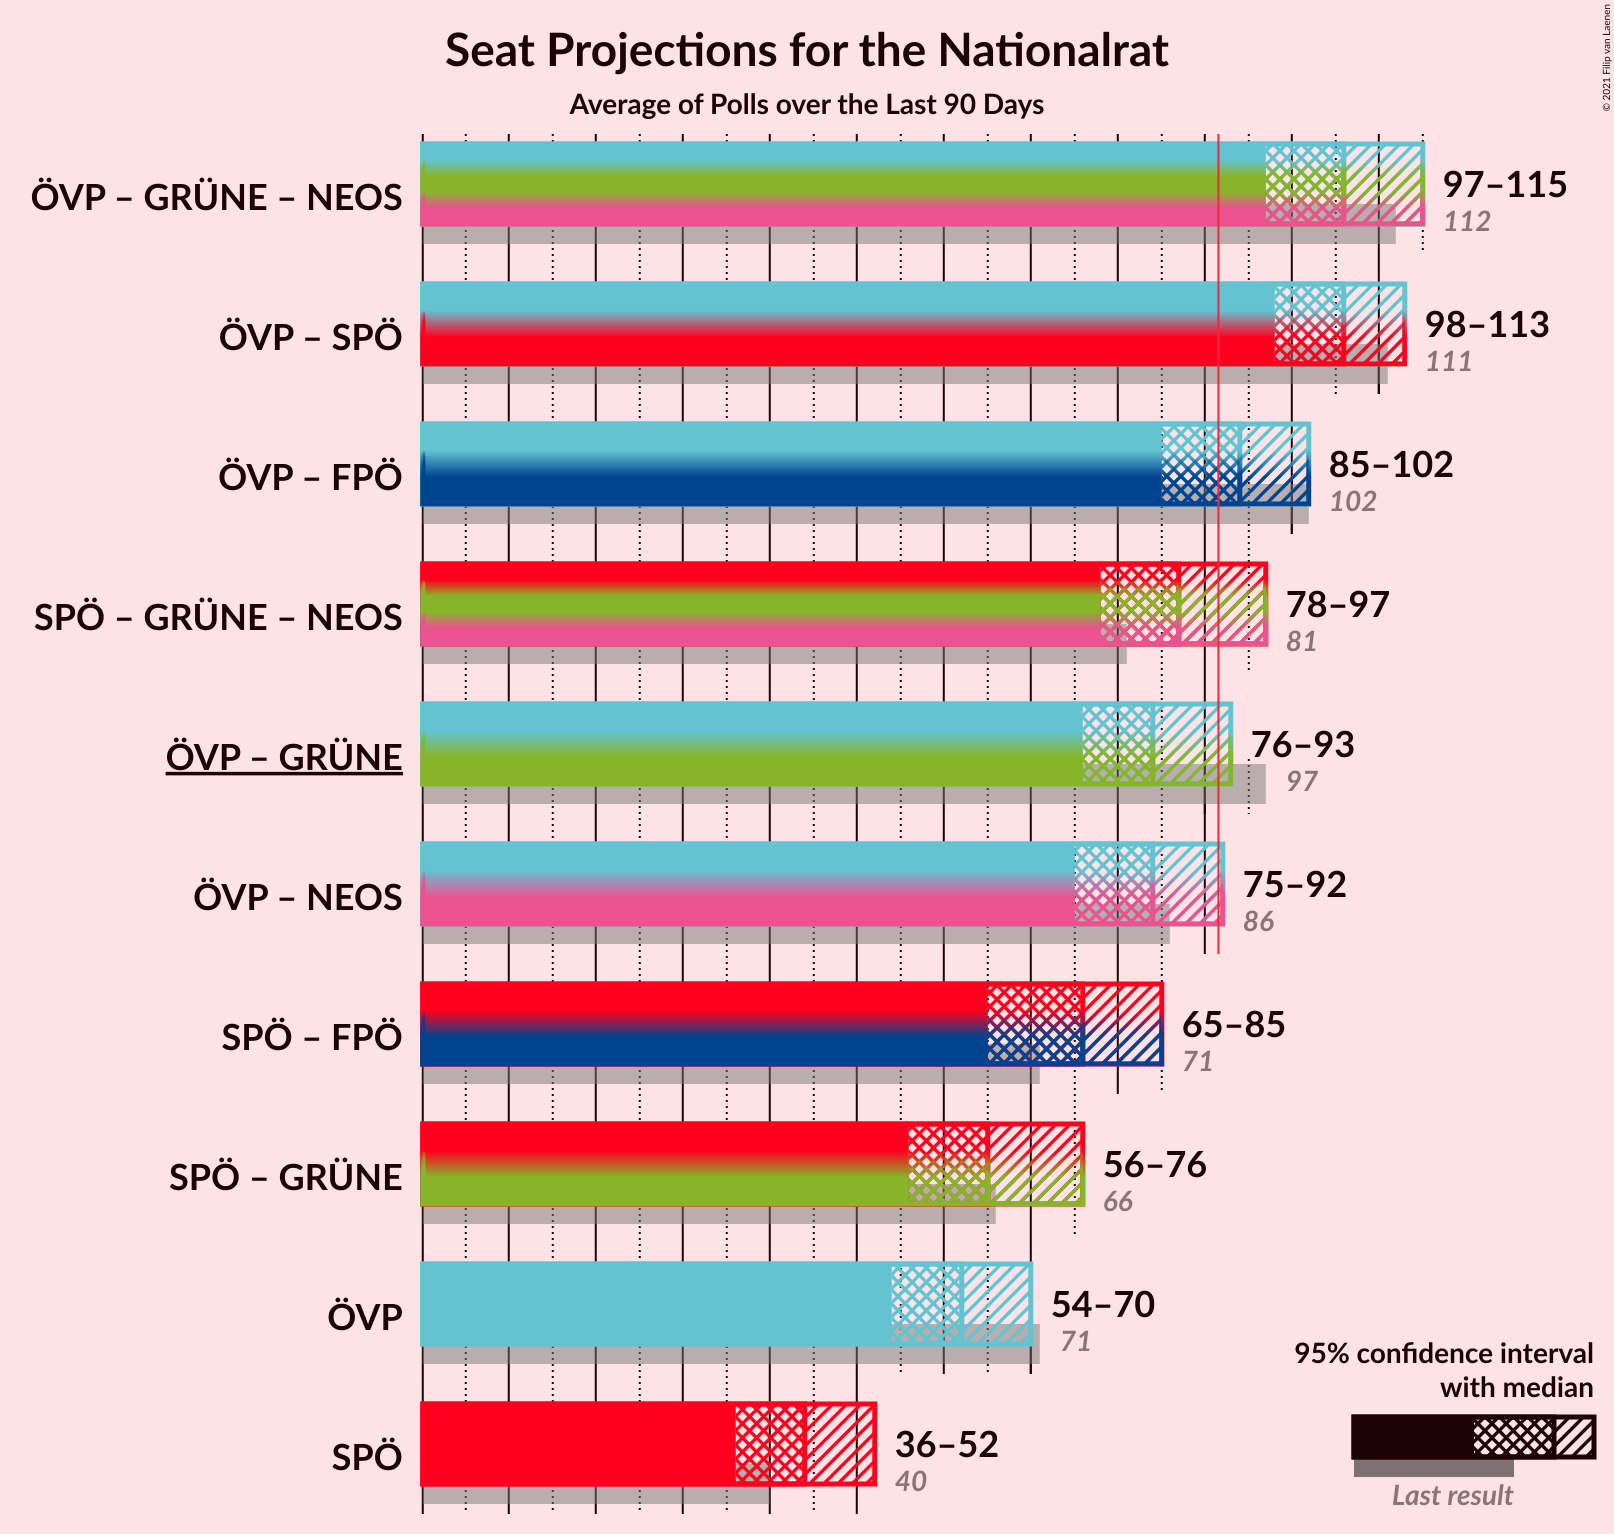 © 2021 Filip van Laenen
Seat Projections for the Nationalrat
Average of Polls over the Last 90 Days
ÖVP – GRÜNE – NEOS
97–115
112
ÖVP – SPÖ
98–113
111
ÖVP – FPÖ
85–102
102
SPÖ – GRÜNE – NEOS
78–97
81
ÖVP – GRÜNE
76–93
97
ÖVP – NEOS
75–92
86
SPÖ – FPÖ
65–85
71
SPÖ – GRÜNE
56–76
66
ÖVP
54–70
71
SPÖ
36–52
40
95% confidence interval
with median
Last result